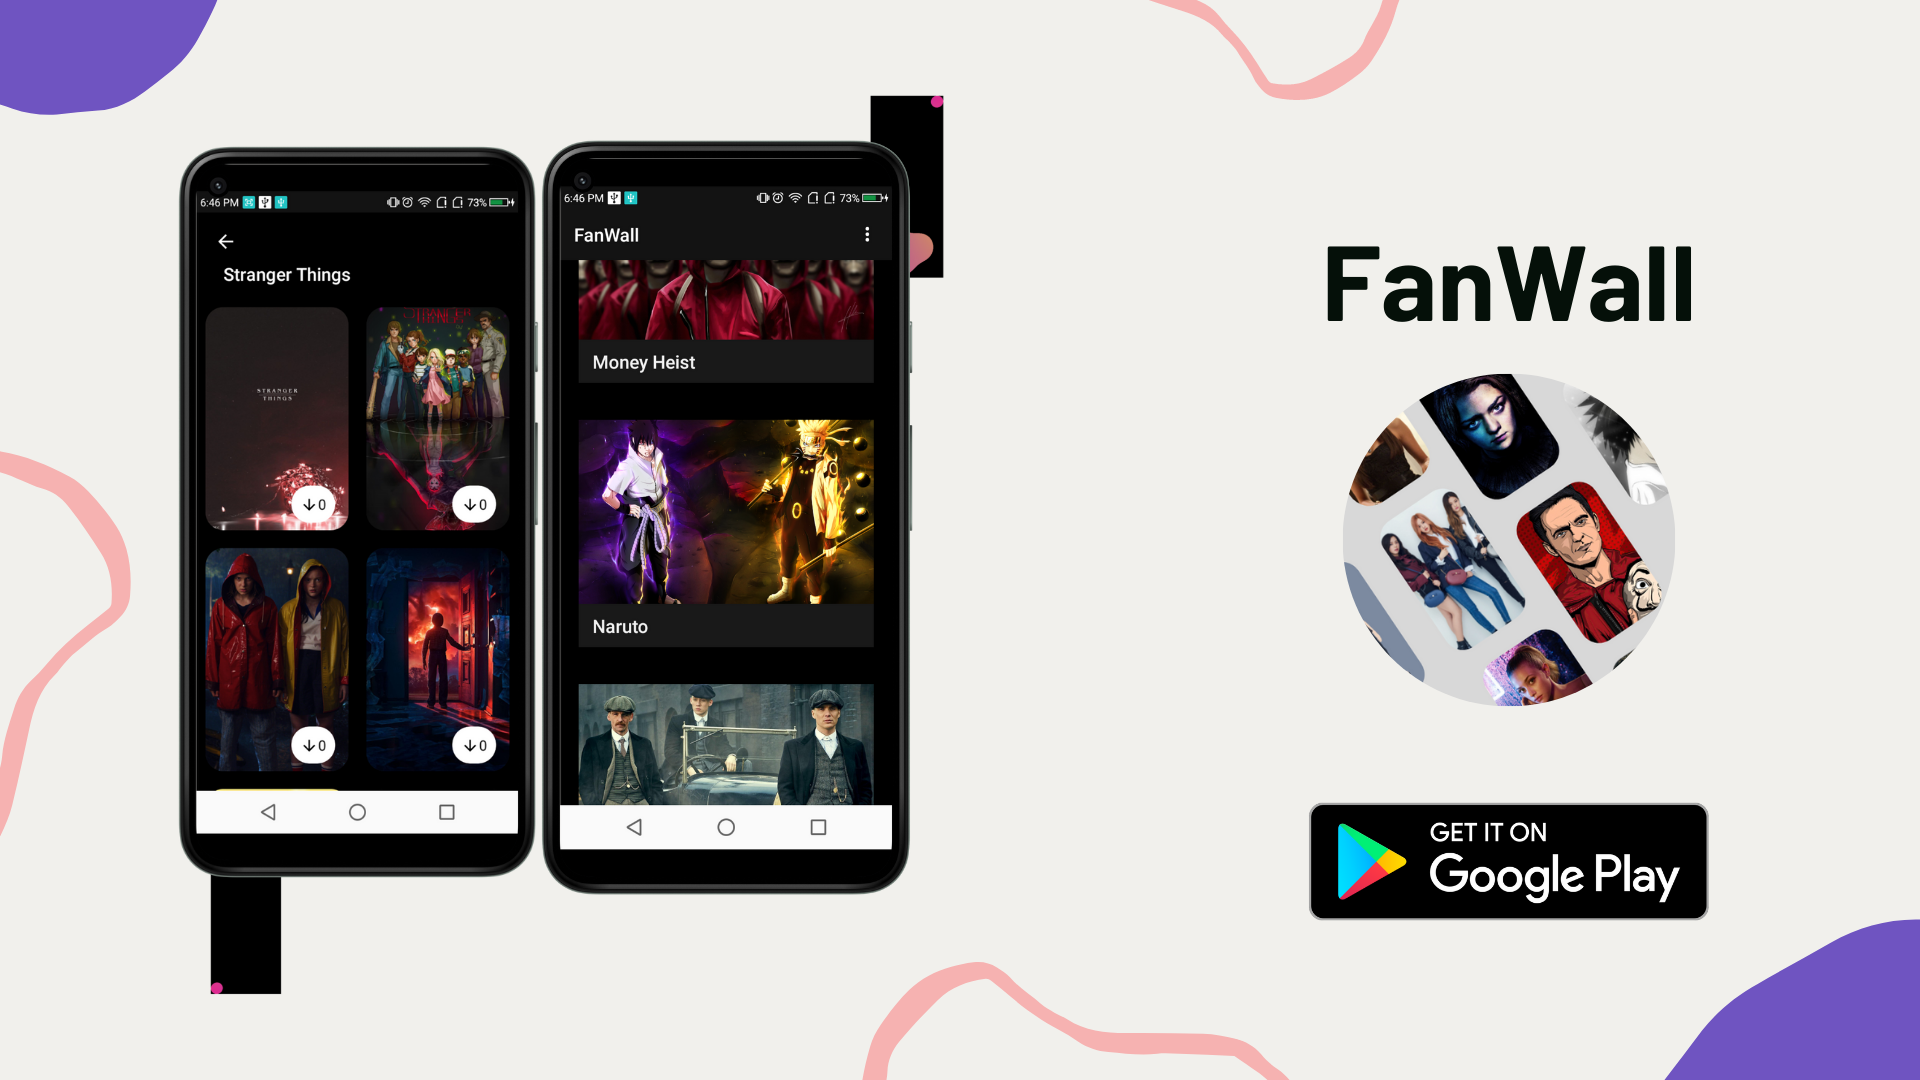 6:46 PM
73%
Stranger Things
STRANGER
THINGS
STRANGER
0
0
0
0
6:46 PM
73%
FanWall
Money Heist
Naruto
FanWall
GET IT ON
Google Play